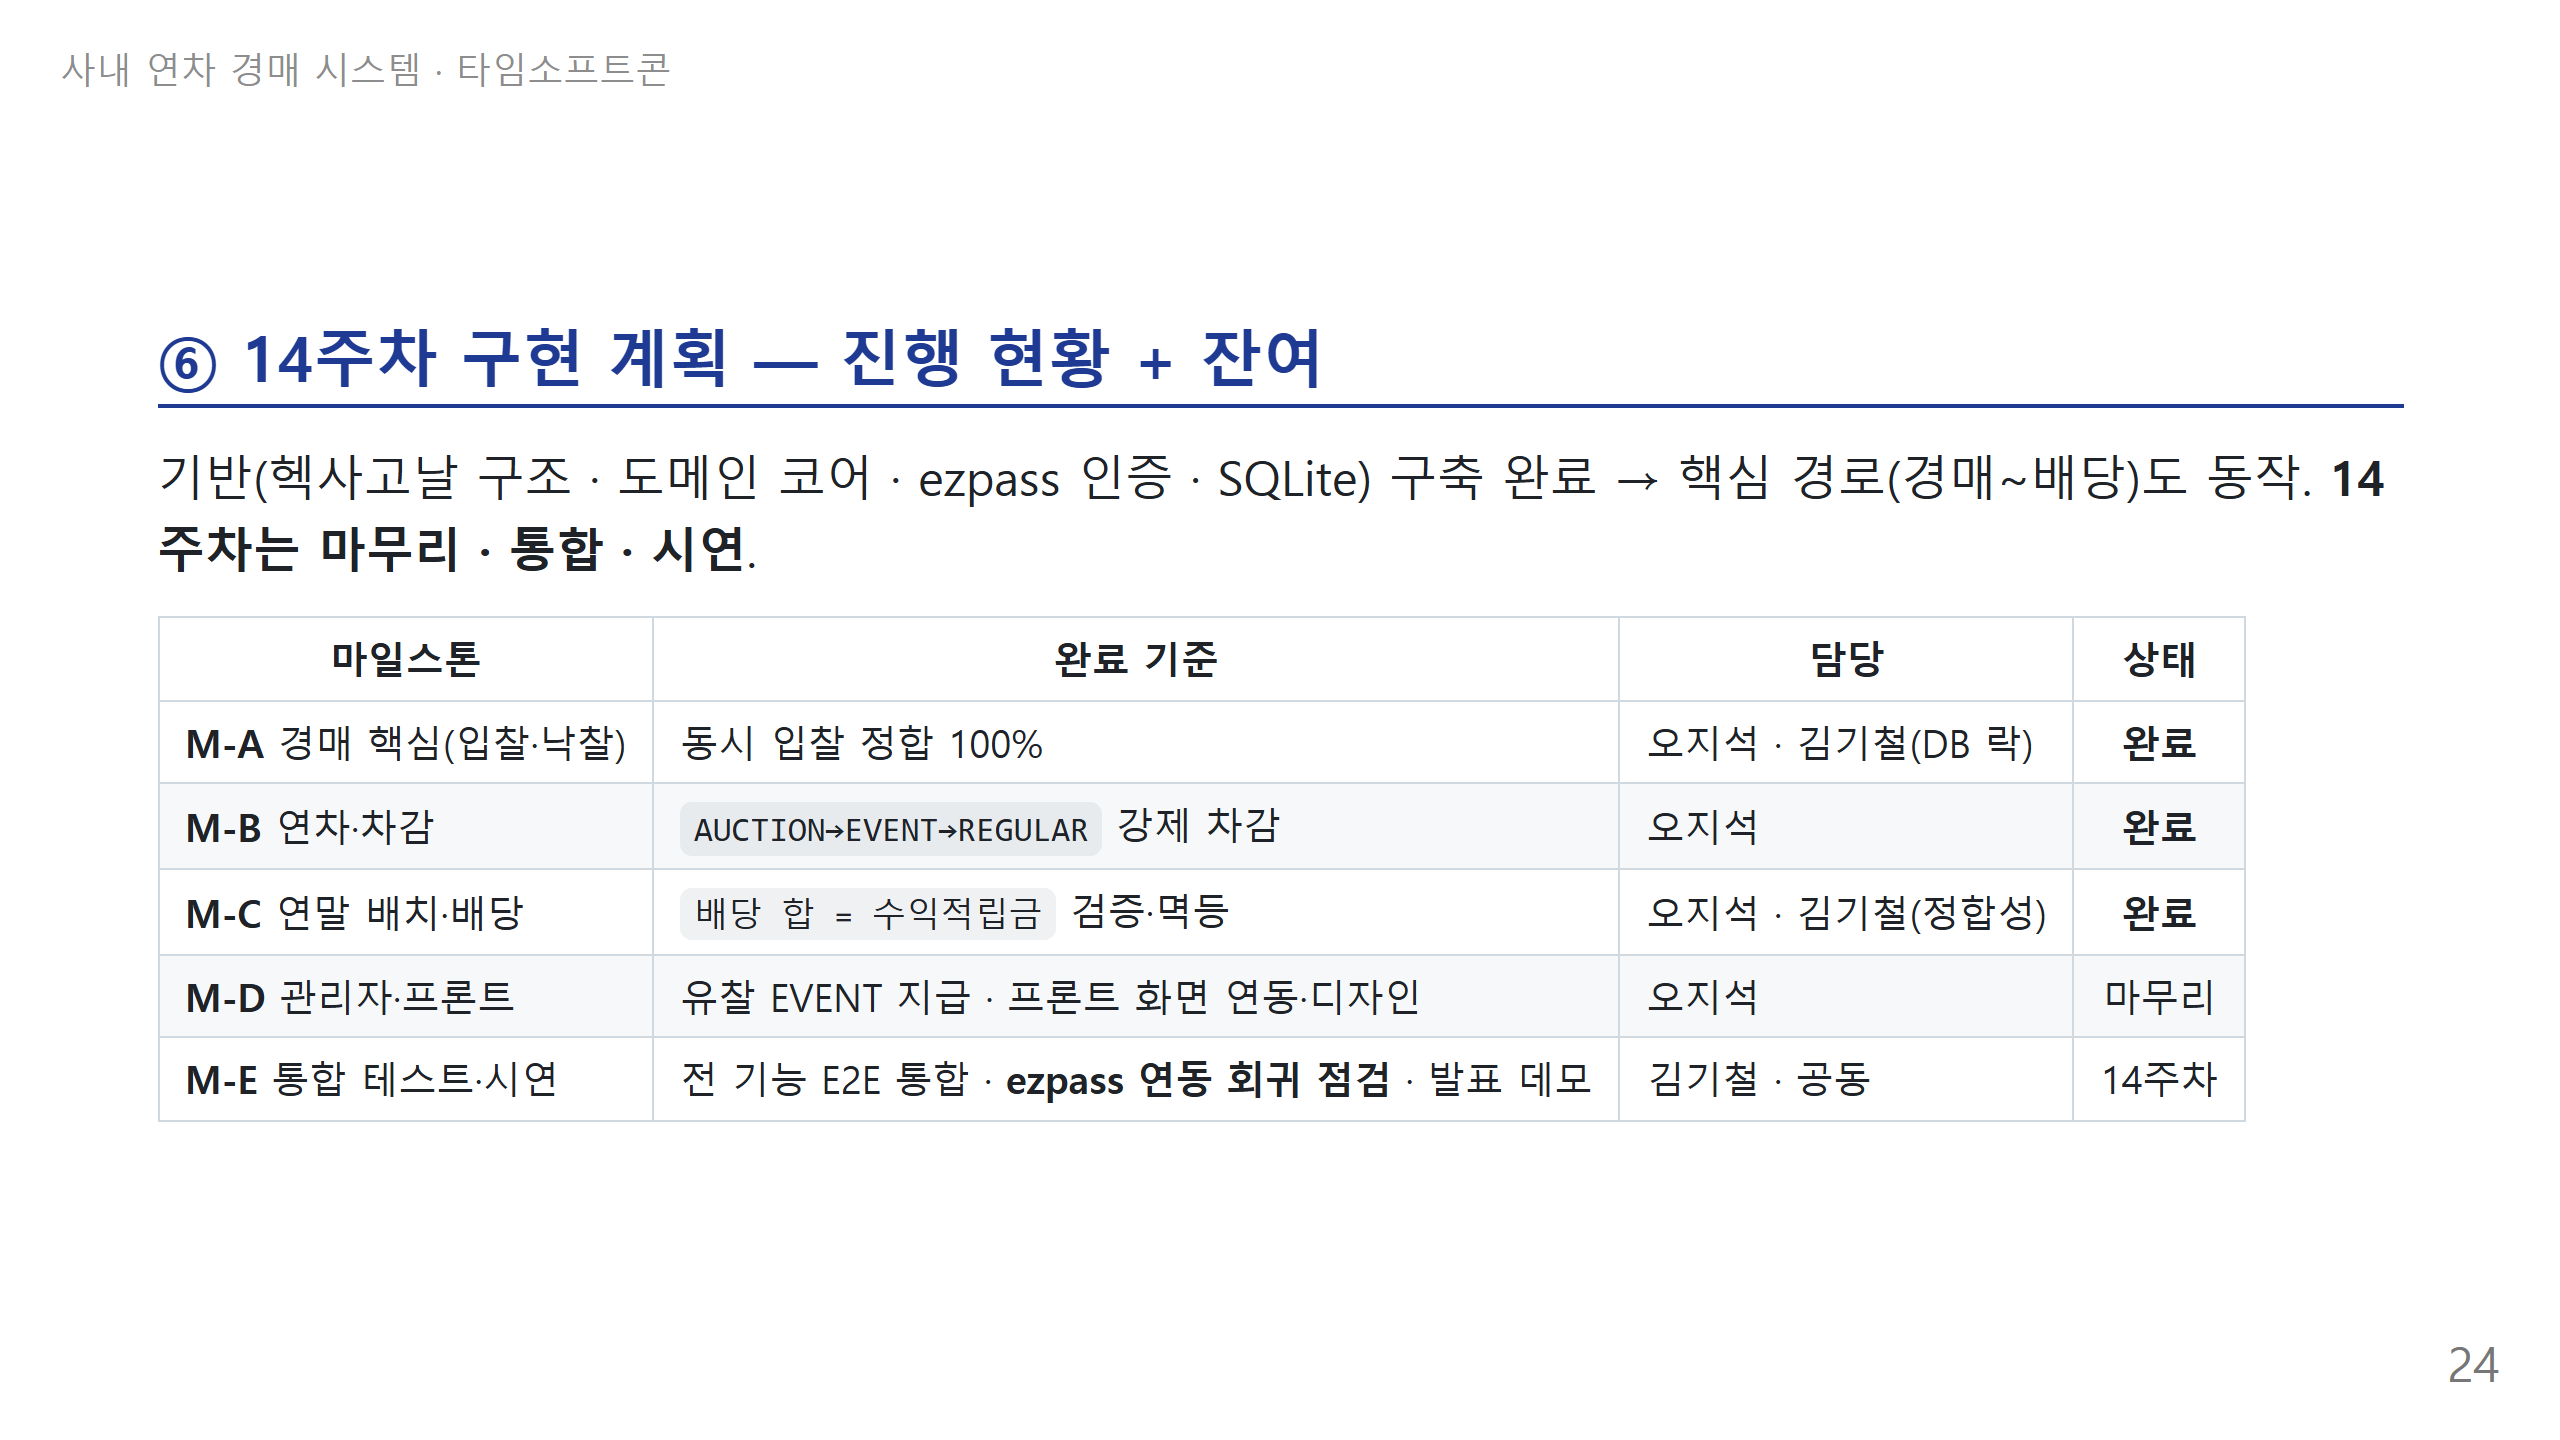 사내 연차 경매 시스템 · 타임소프트콘
⑥ 14주차 구현 계획 — 진행 현황 + 잔여
기반(헥사고날 구조 · 도메인 코어 · ezpass 인증 · SQLite) 구축 완료 → 핵심 경로(경매~배당)도 동작. 14
주차는 마무리 · 통합 · 시연.
마일스톤 완료 기준 담당 상태
M-A 경매 핵심(입찰·낙찰) 동시 입찰 정합 100% 오지석 · 김기철(DB 락) 완료
M-B 연차·차감 AUCTION→EVENT→REGULAR 강제 차감 오지석 완료
M-C 연말 배치·배당 배당 합 = 수익적립금 검증·멱등 오지석 · 김기철(정합성) 완료
M-D 관리자·프론트 유찰 EVENT 지급 · 프론트 화면 연동·디자인 오지석 마무리
M-E 통합 테스트·시연 전 기능 E2E 통합 · ezpass 연동 회귀 점검 · 발표 데모 김기철 · 공동 14주차
24